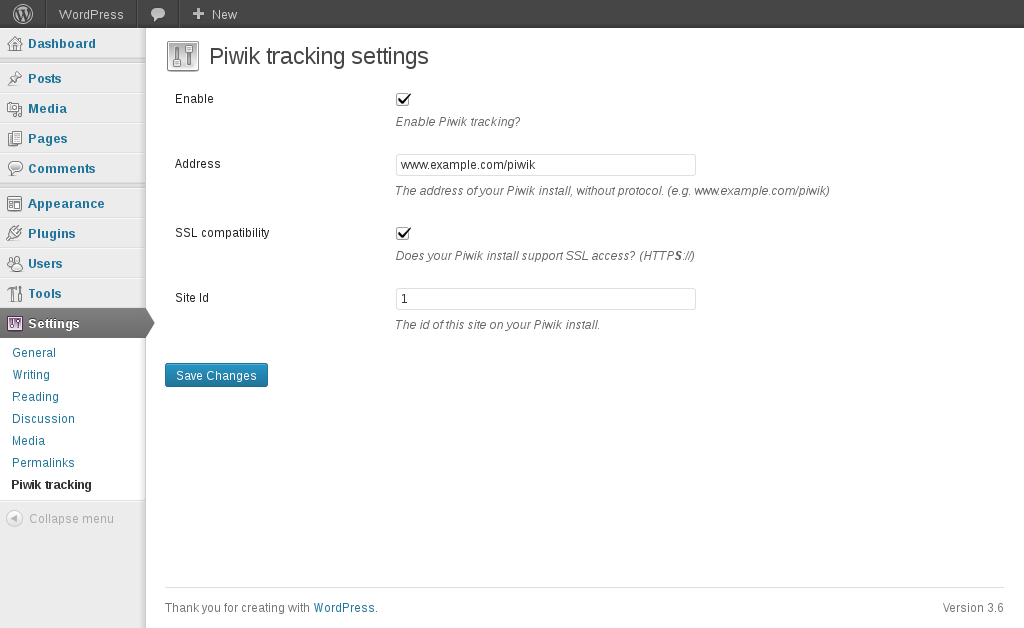 WordPress New
Dashboard
Posts
Media
Pages
Comments
Appearance
Plugins
Users
Tools
Settings
General
Writing
Reading
Discussion
Media
Permalinks
Piwik tracking
Collapse menu
Piwik tracking settings
Enable
Enable Piwik tracking?
Address
www.example.com/piwik
The address of your Piwik install, without protocol. (e.g. www.example.com/piwik)
SSL compatibility
Does your Piwik install support SSL access? (HTTPS://)
Site Id
1
The id of this site on your Piwik install.
Save Changes
Thank you for creating with WordPress.
Version 3.6